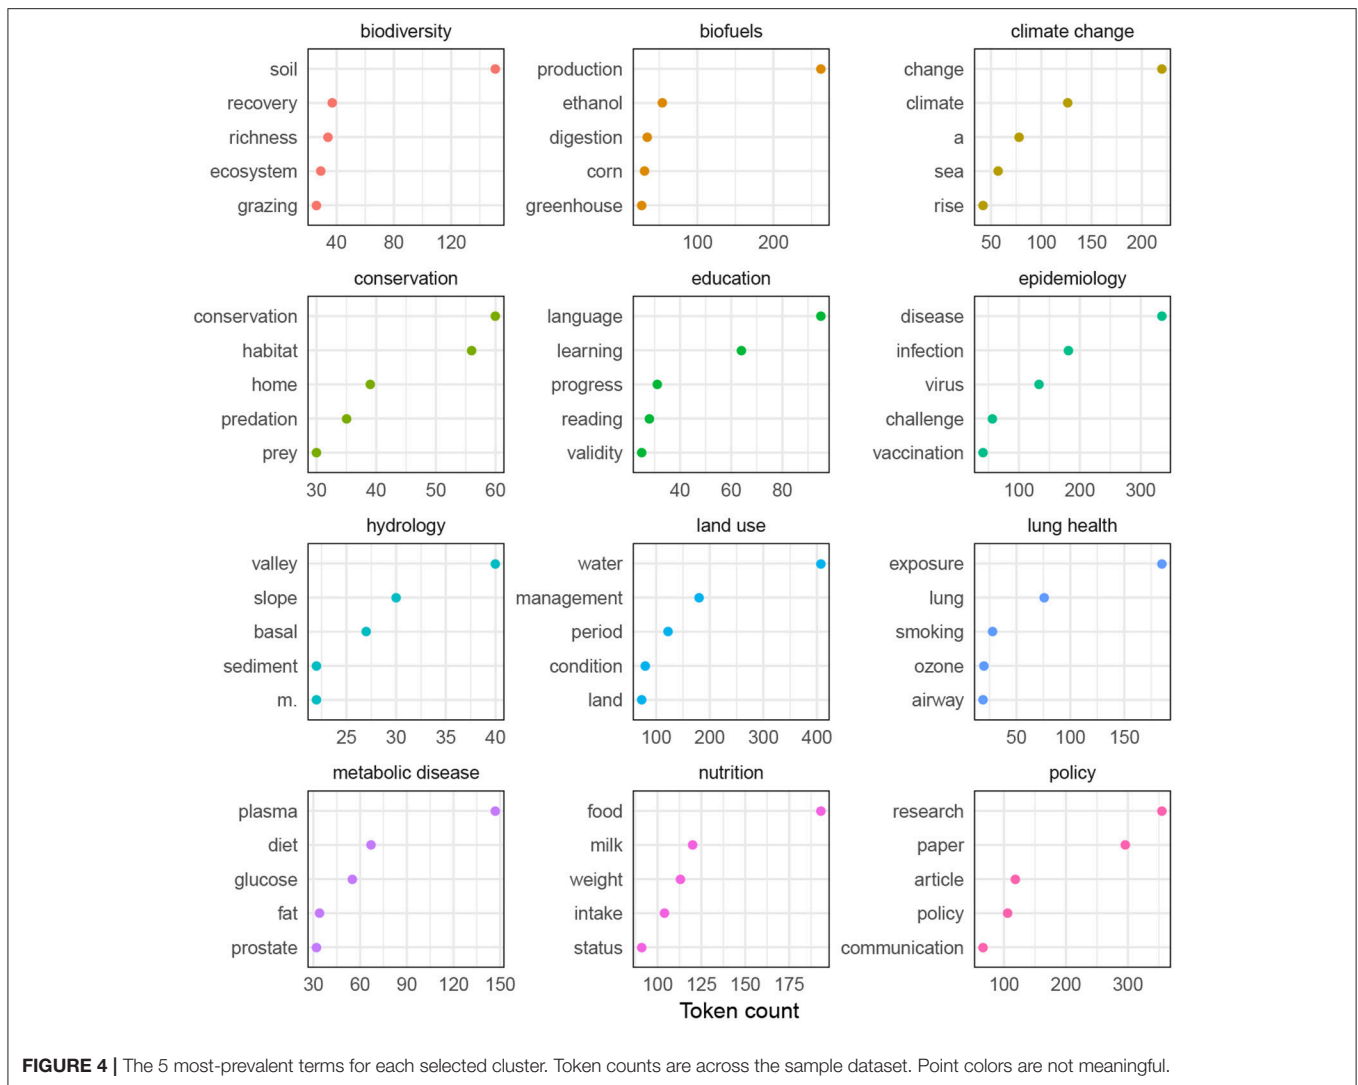 biodiversity
soil
recovery
richness
ecosystem
grazing
40 80 120
biofuels
production
ethanol
digestion
corn
greenhouse
100 200
climate change
change
climate
a
sea
rise
50 100 150 200
conservation
conservation
habitat
home
predation
prey
30 40 50 60
education
language
learning
progress
reading
validity
40 60 80
epidemiology
disease
infection
virus
challenge
vaccination
100 200 300
hydrology
valley
slope
basal
sediment
m.
25 30 35 40
land use
water
management
period
condition
land
100 200 300 400
lung health
exposure
lung
smoking
ozone
airway
50 100 150
metabolic disease
plasma
diet
glucose
fat
prostate
30 60 90 120 150
nutrition
food
milk
weight
intake
status
100 125 150 175
policy
research
paper
article
policy
communication
100 200 300
Token count
FIGURE 4 | The 5 most-prevalent terms for each selected cluster. Token counts are across the sample dataset. Point colors are not meaningful.